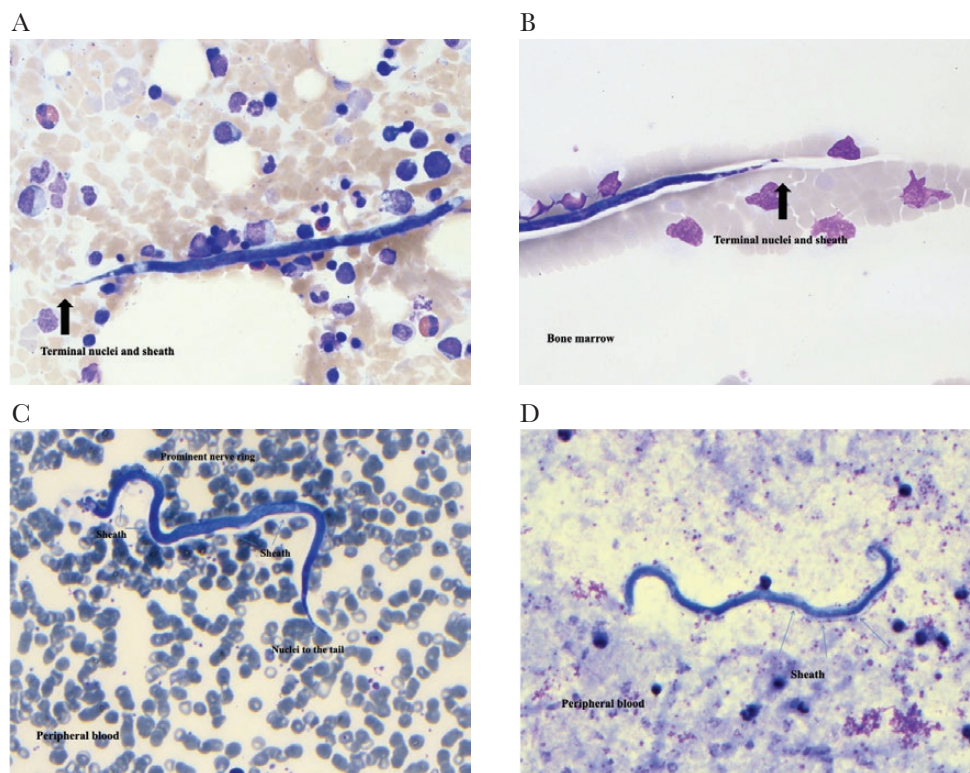 A
B
Terminal nuclei and sheath
Terminal nuclei and sheath
Bone marrow
C
D
Prominent nerve ring
Sheath
Sheath
Nuclei to the tail
Peripheral blood
Sheath
Peripheral blood